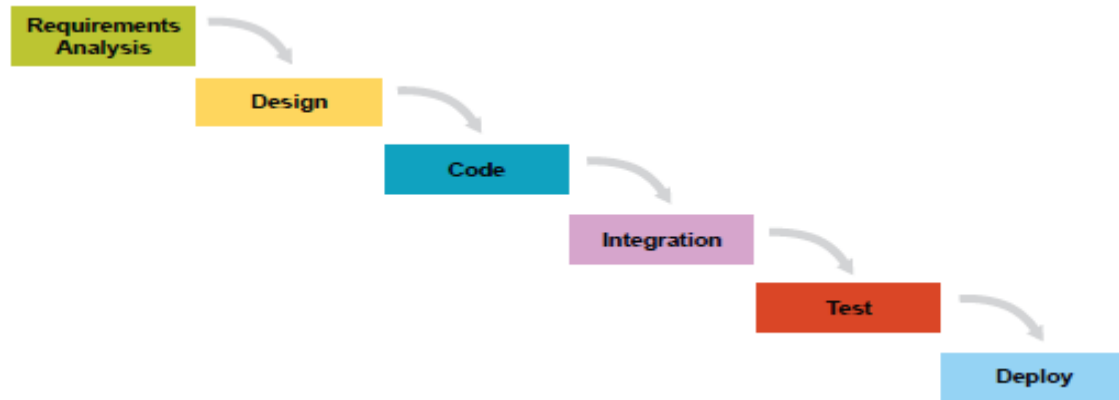 Requirements
Analysis
Design
Code
Integration
Test
Deploy